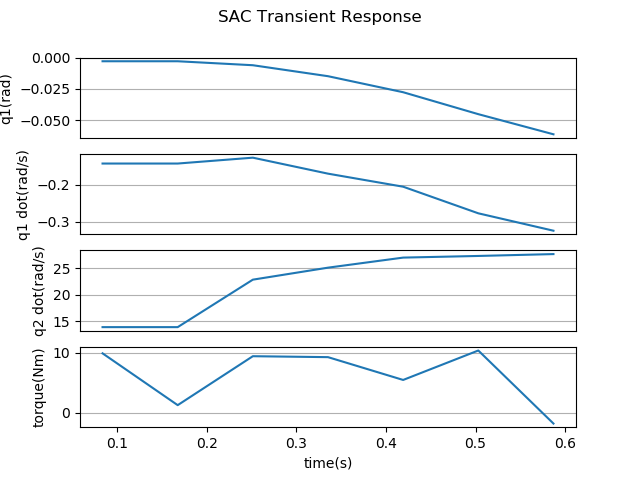 SAC Transient Response
0.000
−0.025
−0.050
q1(rad)
−0.2
−0.3
q1 dot(rad/s)
25
20
15
q2 dot(rad/s)
10
0
torque(Nm)
0.1 0.2 0.3 0.4 0.5 0.6
time(s)